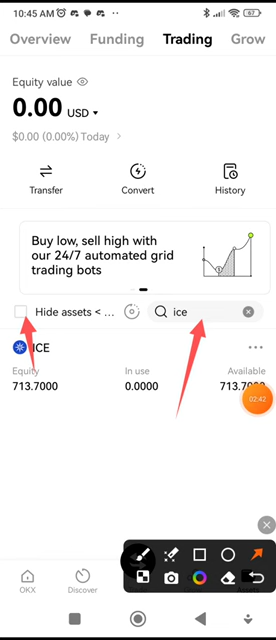 10:45 AM
67
Overview Funding Trading Grow
Equity value
0.00 USD
$0.00 (0.00%) Today >
Transfer Convert History
Buy low, sell high with
our 24/7 automated grid
trading bots
Hide assets < ... ice
ICE
Equity In use Available
713.7000 0.0000 713.7000
02:42
OKX Discover Assets